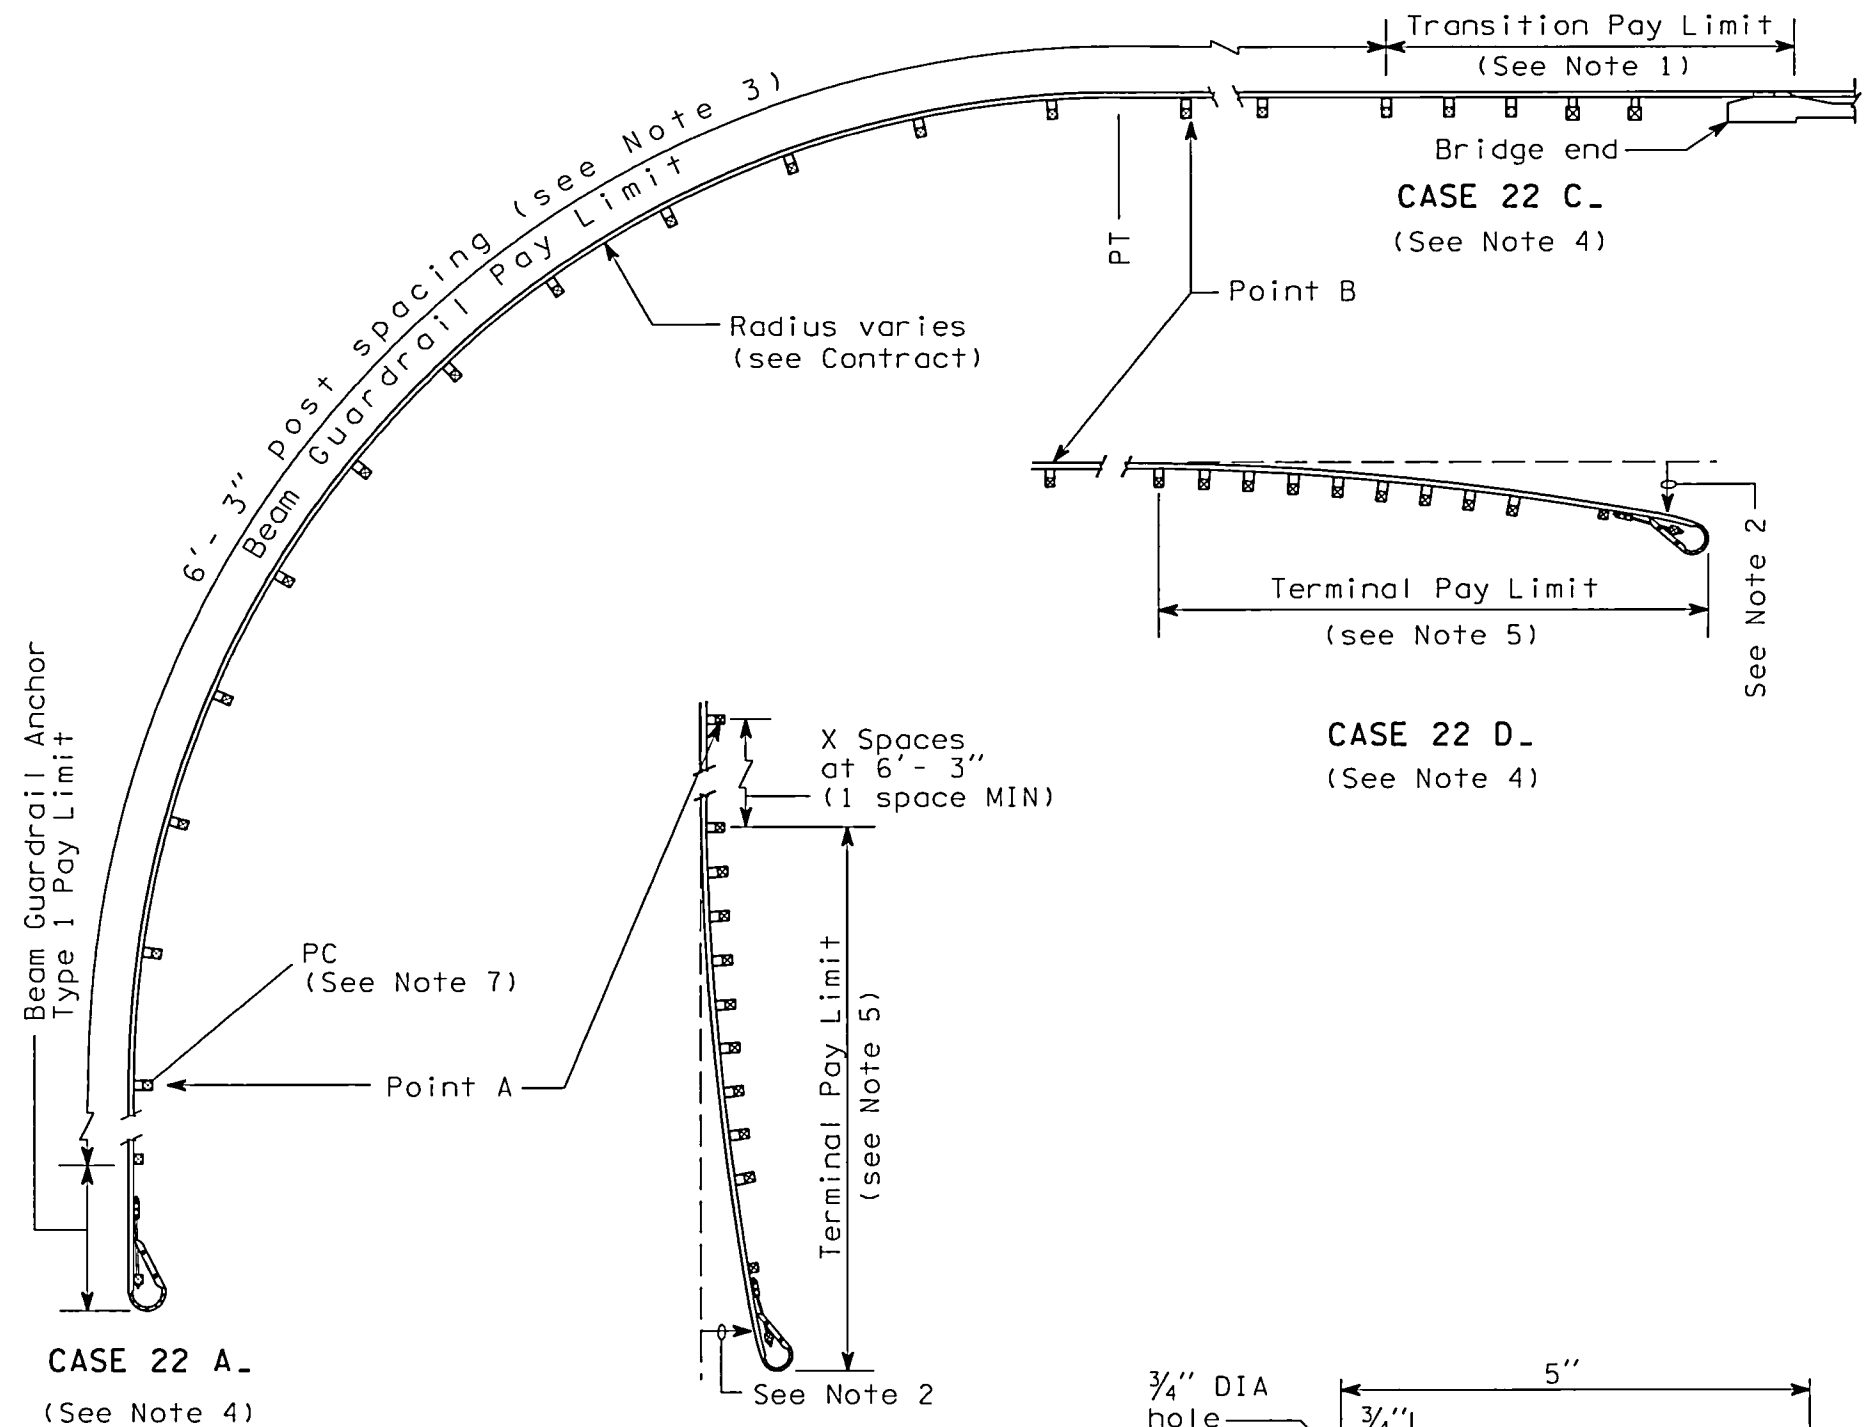 Transition Pay Limit
(See Note 1)
Bridge end
CASE 22 C_
(See Note 4)
6'- 3" post spacing (see Note 3)
Beam Guardrail Pay Limit
PT
Point B
Radius varies
(see Contract)
Terminal Pay Limit
(see Note 5)
See Note 2
CASE 22 D_
(See Note 4)
X Spaces
at 6'- 3"
(1 space MIN)
Beam Guardrail Anchor
Type 1 Pay Limit
PC
(See Note 7)
Point A
Terminal Pay Limit
(see Note 5)
See Note 2
CASE 22 A_
(See Note 4)
3/4" DIA
hole
5"
3/4"